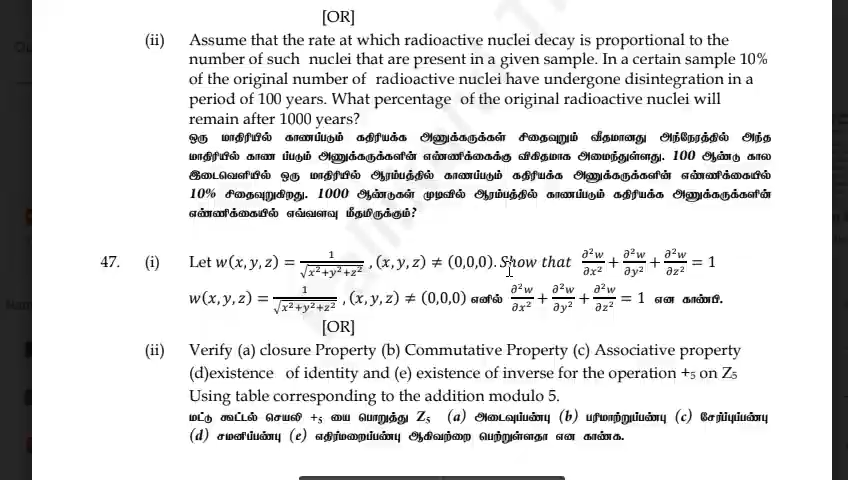 [OR]
(ii) Assume that the rate at which radioactive nuclei decay is proportional to the
number of such nuclei that are present in a given sample. In a certain sample 10%
of the original number of radioactive nuclei have undergone disintegration in a
period of 100 years. What percentage of the original radioactive nuclei will
remain after 1000 years?
ஒரு மாதிரியில் காணப்படும் கதிரியக்க அணுக்கருக்கள் சிதைவுறும் வீதமானது அந்நேரத்தில் அந்த
மாதிரியில் காண ப்படும் அணுக்கருக்களின் எண்ணிக்கைக்கு விகிதமாக அமைந்துள்ளது. 100 ஆண்டு கால
இடைவெளியில் ஒரு மாதிரியில் ஆரம்பத்தில் காணப்படும் கதிரியக்க அணுக்கருக்களின் எண்ணிக்கையில்
10% சிதைவுறுகிறது. 1000 ஆண்டுகள் முடிவில் ஆரம்பத்தில் காணப்படும் கதிரியக்க அணுக்கருக்களின்
எண்ணிக்கையில் எவ்வளவு மீதமிருக்கும்?
47. (i) Let w(x, y, z) = 1/√(x²+y²+z²) , (x, y, z) ≠ (0,0,0). Show that ∂²w/∂x² + ∂²w/∂y² + ∂²w/∂z² = 1
w(x, y, z) = 1/√(x²+y²+z²) , (x, y, z) ≠ (0,0,0) எனில் ∂²w/∂x² + ∂²w/∂y² + ∂²w/∂z² = 1 என காண்பி.
[OR]
(ii) Verify (a) closure Property (b) Commutative Property (c) Associative property
(d)existence of identity and (e) existence of inverse for the operation +₅ on Z₅
Using table corresponding to the addition modulo 5.
மட்டு கூட்டல் செயலி +₅ யை பொறுத்து Z₅ (a) அடைவுப்பண்பு (b) பரிமாற்றுப்பண்பு (c) சேர்ப்புப்பண்பு
(d) சமனிப்பண்பு (e) எதிர்மறைப்பண்பு ஆகிவற்றை பெற்றுள்ளதா என காண்க.